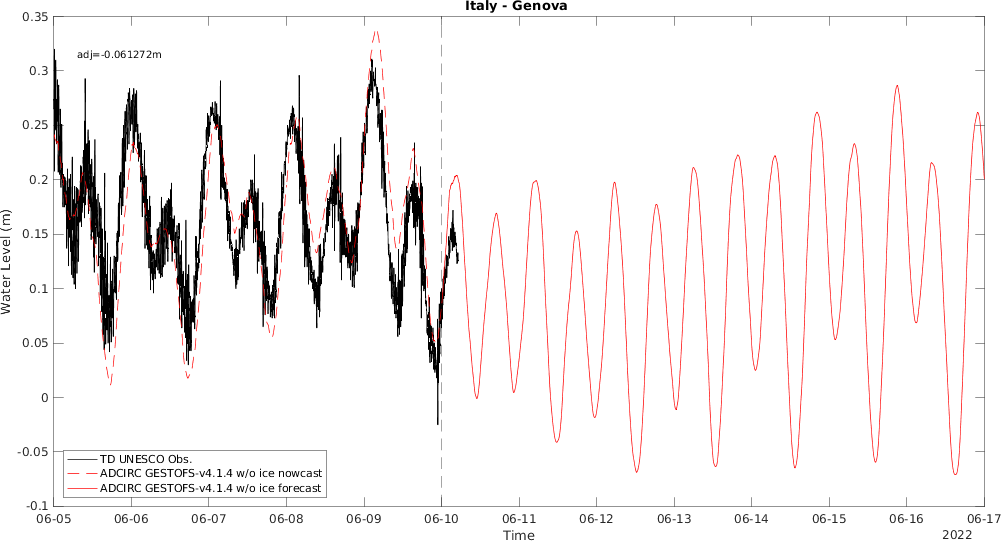 Italy - Genova
0.35
0.3
0.25
0.2
0.15
0.1
0.05
0
-0.05
-0.1
Water Level (m)
adj=-0.061272m
TD UNESCO Obs.
ADCIRC GESTOFS-v4.1.4 w/o ice nowcast
ADCIRC GESTOFS-v4.1.4 w/o ice forecast
06-05 06-06 06-07 06-08 06-09 06-10 06-11 06-12 06-13 06-14 06-15 06-16 06-17
Time
2022